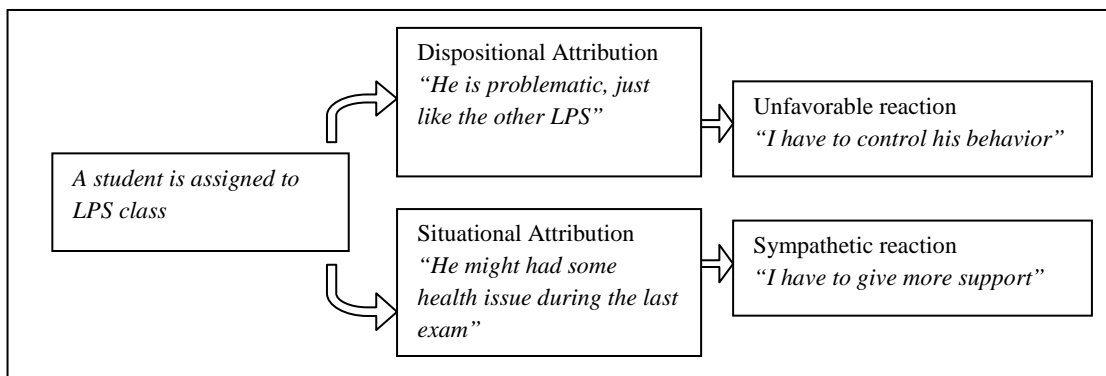 A student is assigned to
LPS class
Dispositional Attribution
“He is problematic, just
like the other LPS”
Unfavorable reaction
“I have to control his behavior”
Situational Attribution
“He might had some
health issue during the last
exam”
Sympathetic reaction
“I have to give more support”